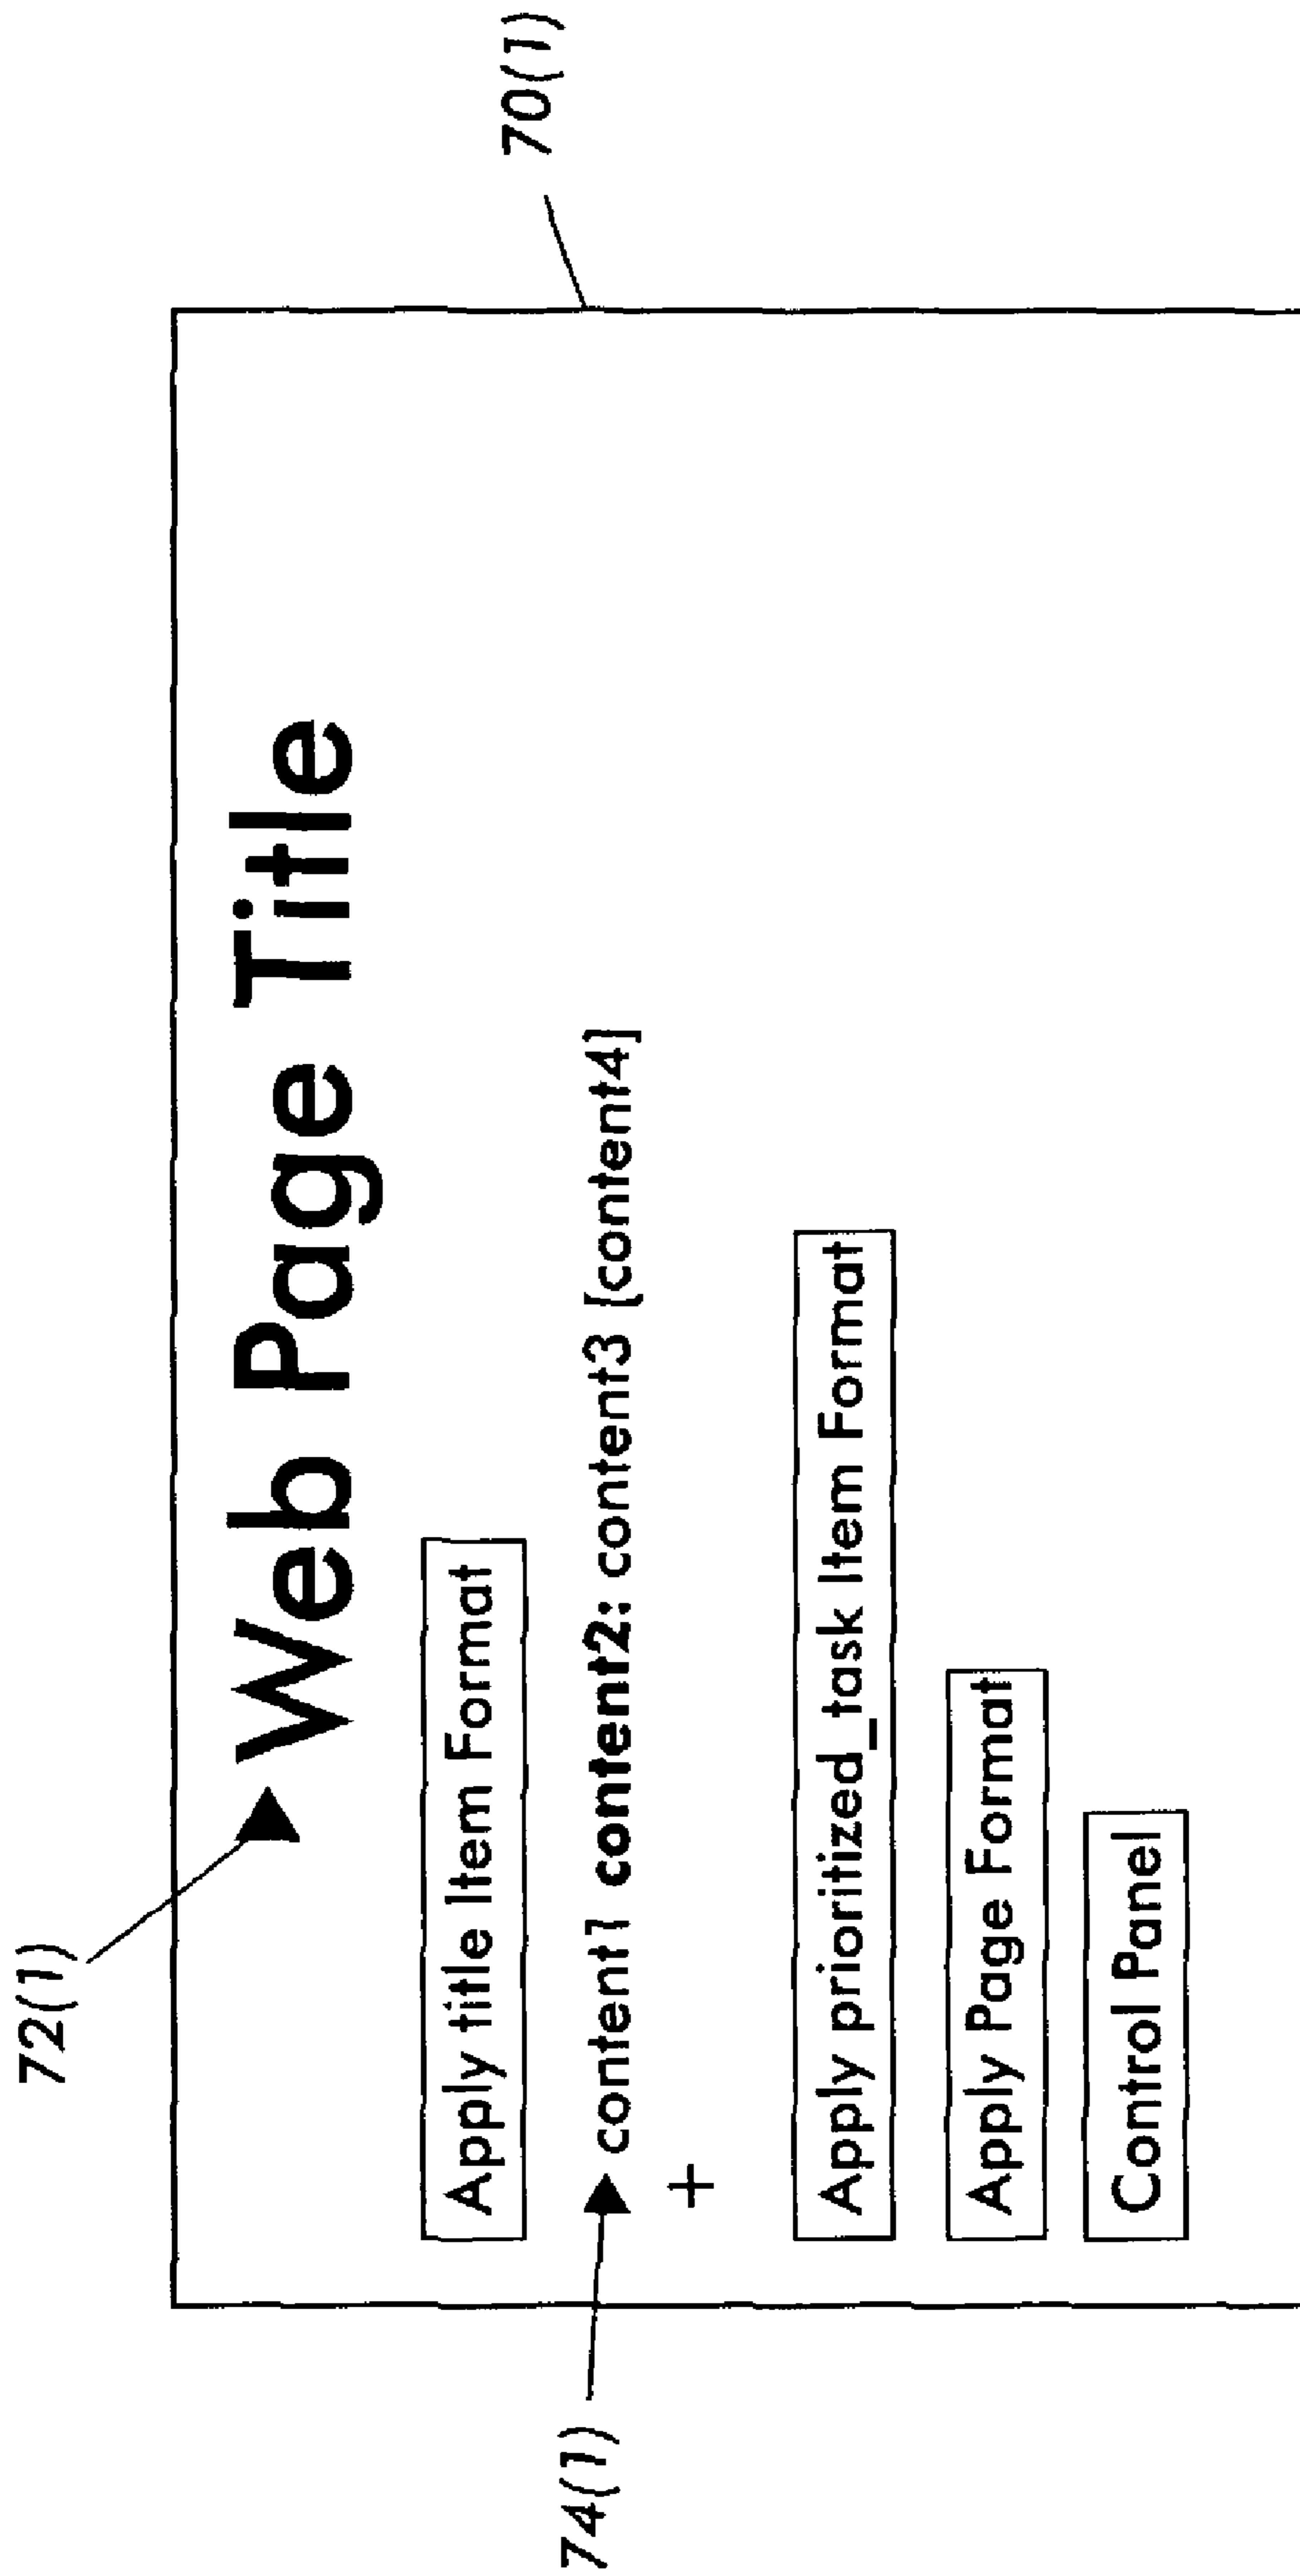 72(1)
Web Page Title
70(1)
Apply title Item Format
74(1)
content1 content2: content3 [content4]
+
Apply prioritized_task Item Format
Apply Page Format
Control Panel